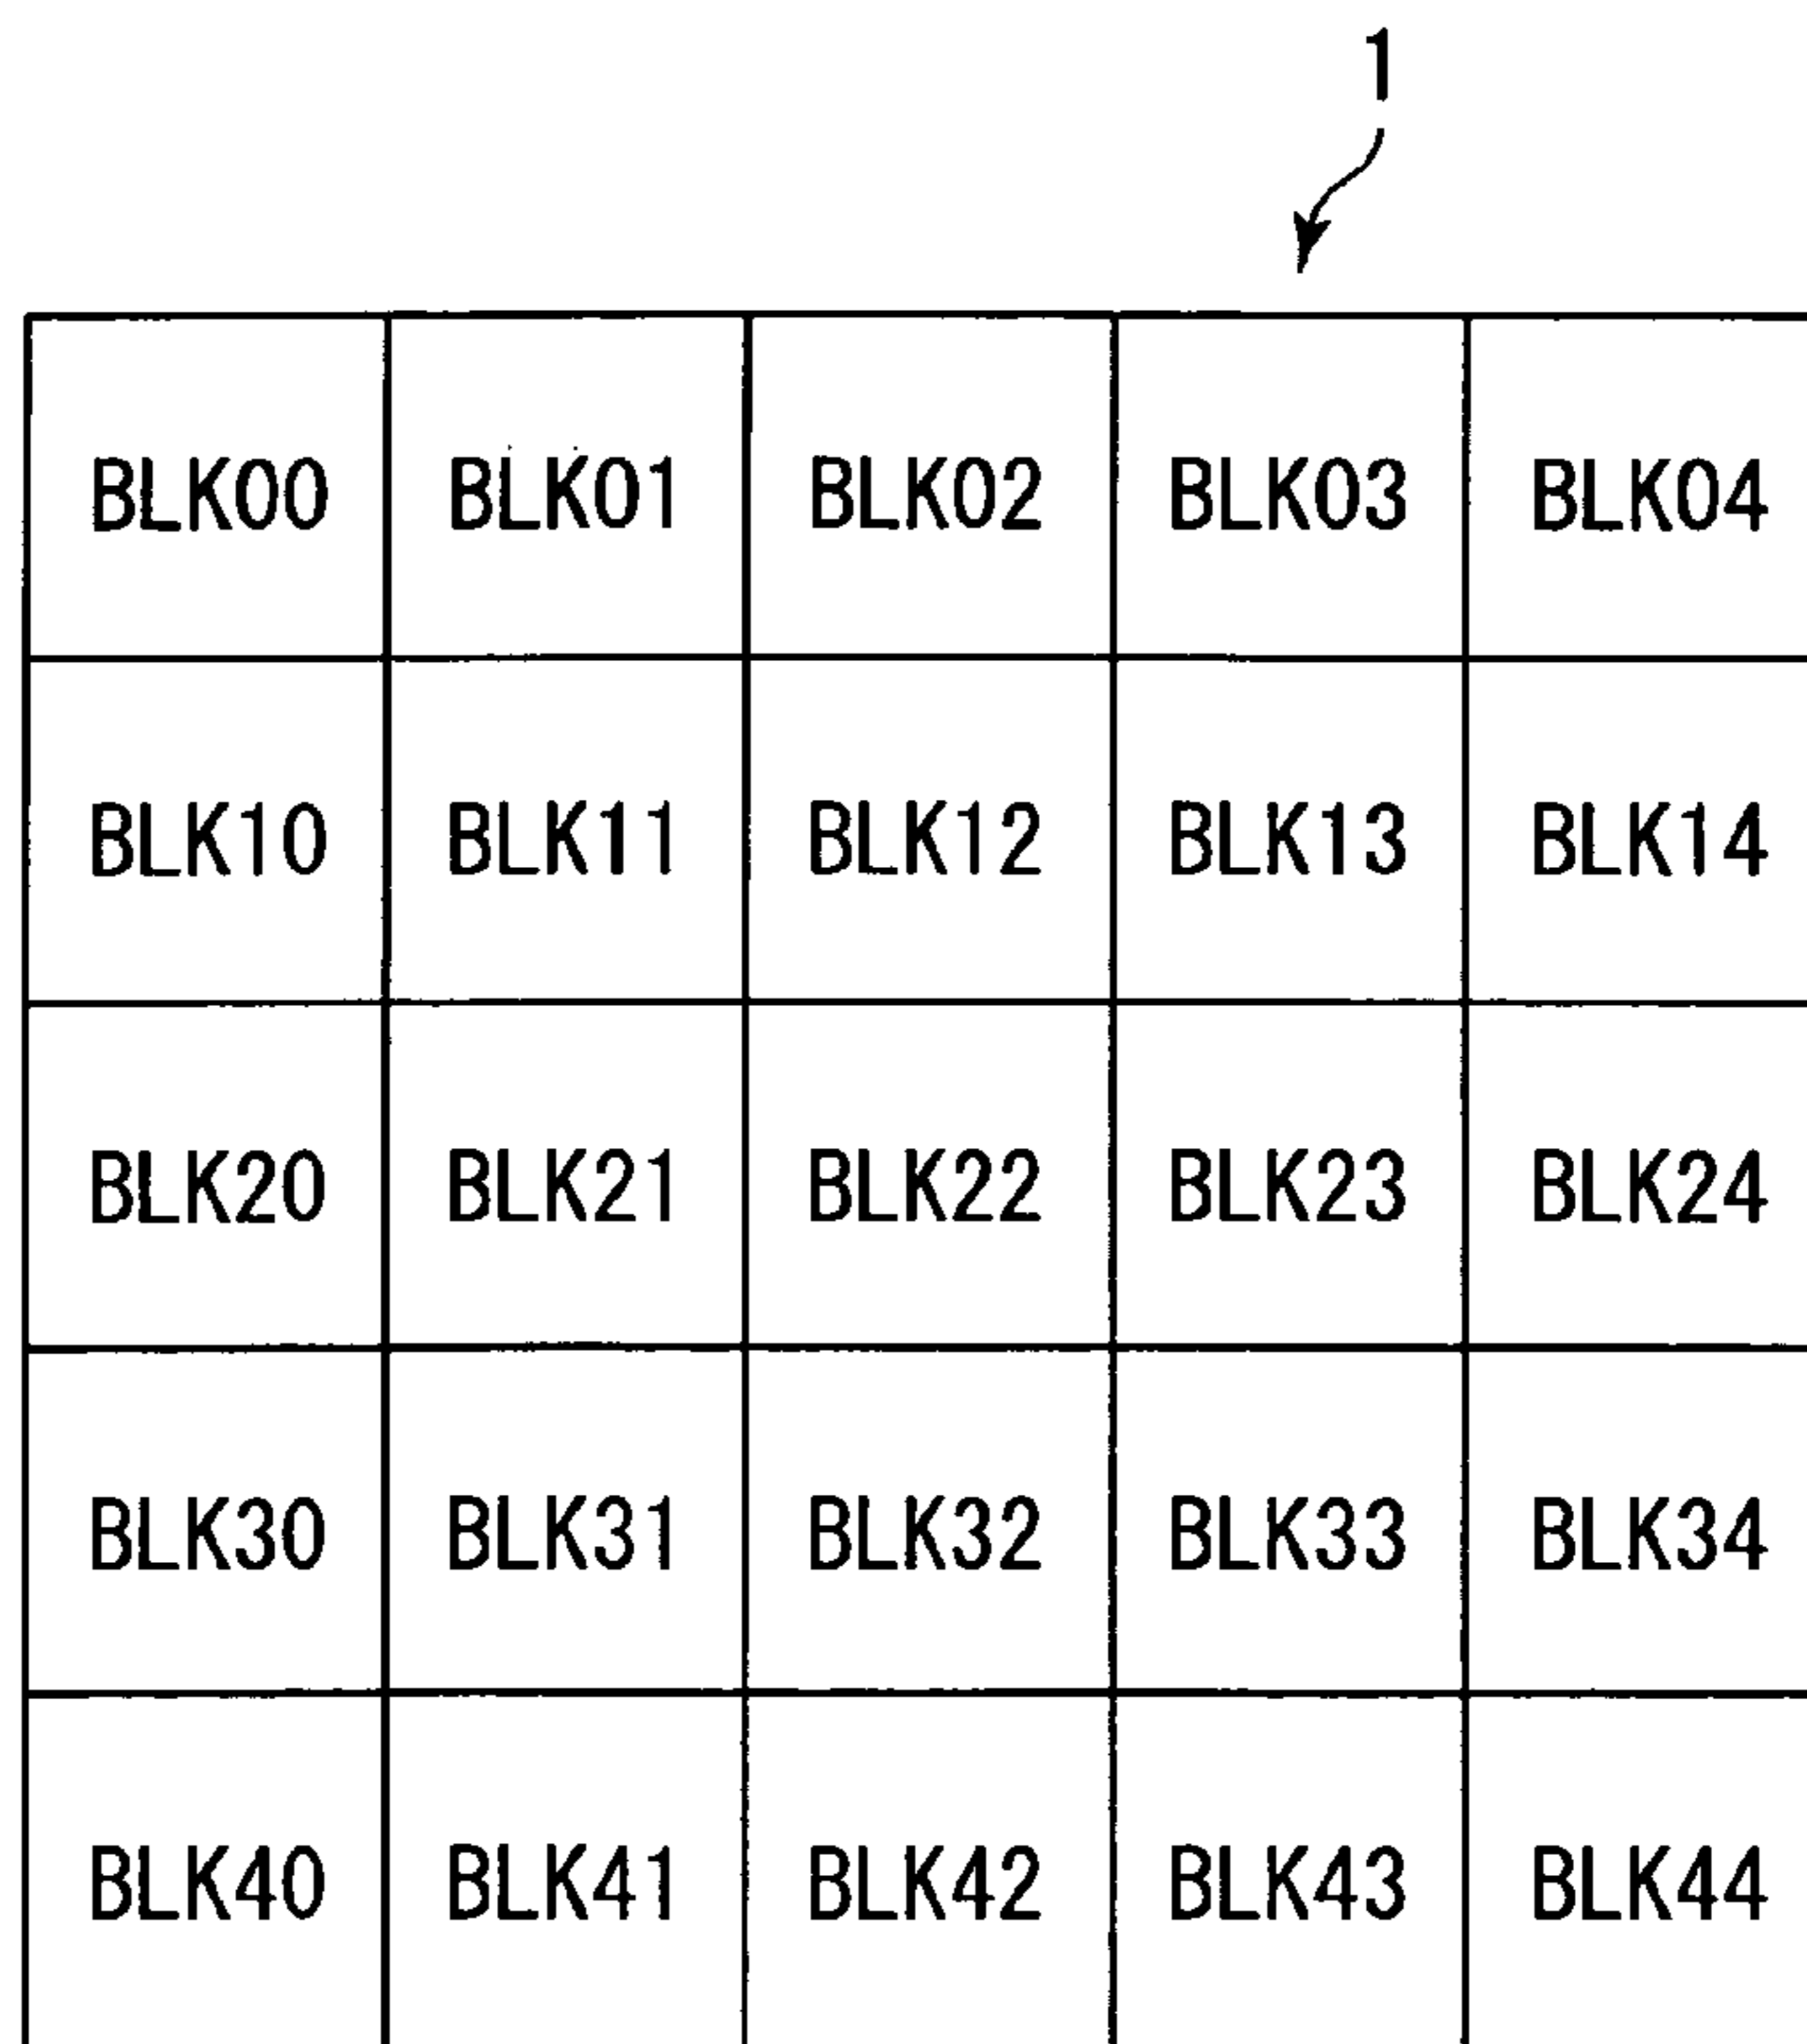 1
BLK00 BLK01 BLK02 BLK03 BLK04
BLK10 BLK11 BLK12 BLK13 BLK14
BLK20 BLK21 BLK22 BLK23 BLK24
BLK30 BLK31 BLK32 BLK33 BLK34
BLK40 BLK41 BLK42 BLK43 BLK44